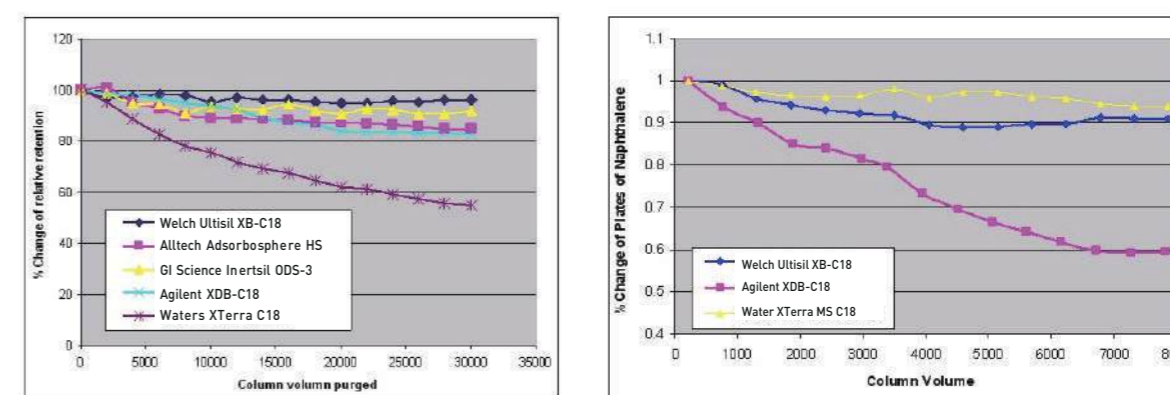 120
100
80
60
40
20
0
% Change of relative retention
Welch Ultisil XB-C18
Alltech Adsorbosphere HS
GI Science Inertsil ODS-3
Agilent XDB-C18
Waters XTerra C18
0 5000 10000 15000 20000 25000 30000 35000
Column volumn purged
1.1
1
0.9
0.8
0.7
0.6
0.5
0.4
% Change of Plates of Naphthalene
Welch Ultisil XB-C18
Agilent XDB-C18
Water XTerra MS C18
0 1000 2000 3000 4000 5000 6000 7000
Column Volume